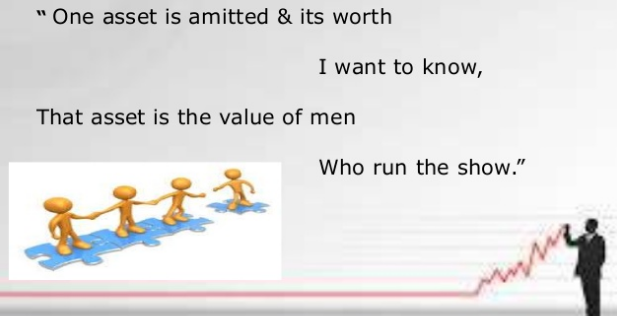 “ One asset is amitted & its worth
I want to know,
That asset is the value of men
Who run the show.”